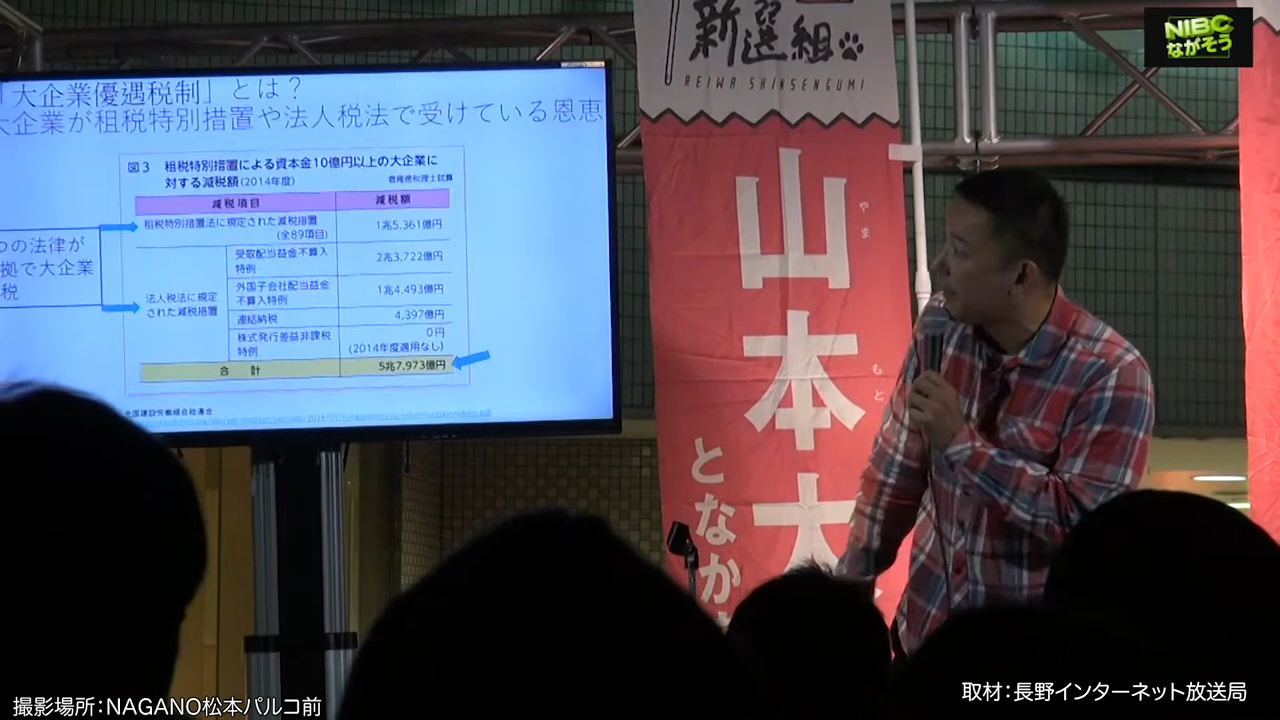 「大企業優遇税制」とは？
大企業が租税特別措置や法人税法で受けている恩恵
図3 租税特別措置による資本金10億円以上の大企業に
対する減税額(2014年度)
菅隆徳税理士試算
減税項目 減税額
租税特別措置法に規定された減税措置
(全89項目)
1兆5,361億円
法人税法に規定
された減税措置
受取配当益金不算入
特例
2兆3,722億円
外国子会社配当益金
不算入特例
1兆4,493億円
連結納税 4,397億円
株式発行差益非課税
特例
0円
(2014年度適用なし)
合計 5兆7,973億円
つの法律が
拠で大企業
税
全国建設労働組合総連合
新選組
REIWA SHINSENGUMI
山本太
やま
もと
となか
NIBC
ながそう
撮影場所：NAGANO松本パルコ前
取材：長野インターネット放送局